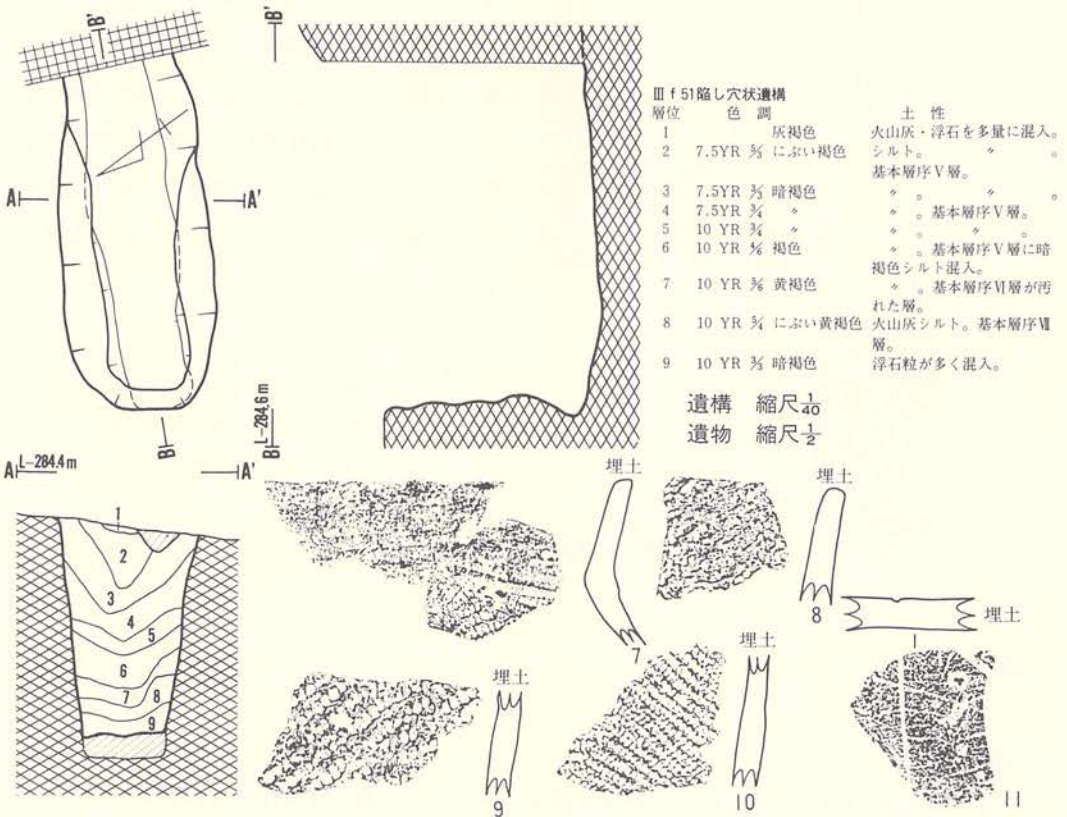 B'
B'
A
A'
B
L-284.6m
B
Ⅲf51陥し穴状遺構
層位 色調 土性
1 灰褐色 火山灰・浮石を多量に混入。
2 7.5YR 5/3 にぶい褐色 シルト。 〃 。
基本層序Ⅴ層。
3 7.5YR 3/3 暗褐色 〃 。 〃 。
4 7.5YR 3/4 〃 〃 。基本層序Ⅴ層。
5 10 YR 3/4 〃 〃 。 〃 。
6 10 YR 褐色 〃 。基本層序Ⅴ層に暗
褐色シルト混入。
7 10 YR 5/6 黄褐色 〃 。基本層序Ⅵ層が汚
れた層。
8 10 YR 5/4 にぶい黄褐色 火山灰シルト。基本層序Ⅶ
層。
9 10 YR 3/3 暗褐色 浮石粒が多く混入。
遺構 縮尺1/40
遺物 縮尺1/2
A L-284.4m A'
1
2
3
4
5
6
7
8
9
埋土
7
埋土
8
埋土
埋土
9
埋土
10
11